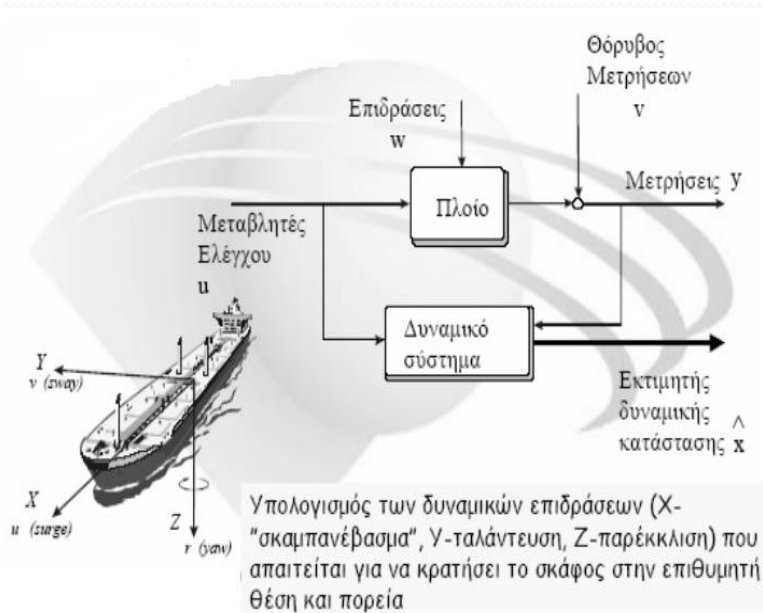 Θόρυβος
Μετρήσεων
v
Επιδράσεις
w
Μετρήσεις y
Πλοίο
Μεταβλητές
Ελέγχου
u
Δυναμικό
σύστημα
Εκτιμητής
δυναμικής
κατάστασης x̂
Y
v (sway)
X
u (surge)
Z
r (yaw)
Υπολογισμός των δυναμικών επιδράσεων (Χ-
"σκαμπανέβασμα", Υ-ταλάντευση, Ζ-παρέκκλιση) που
απαιτείται για να κρατήσει το σκάφος στην επιθυμητή
θέση και πορεία